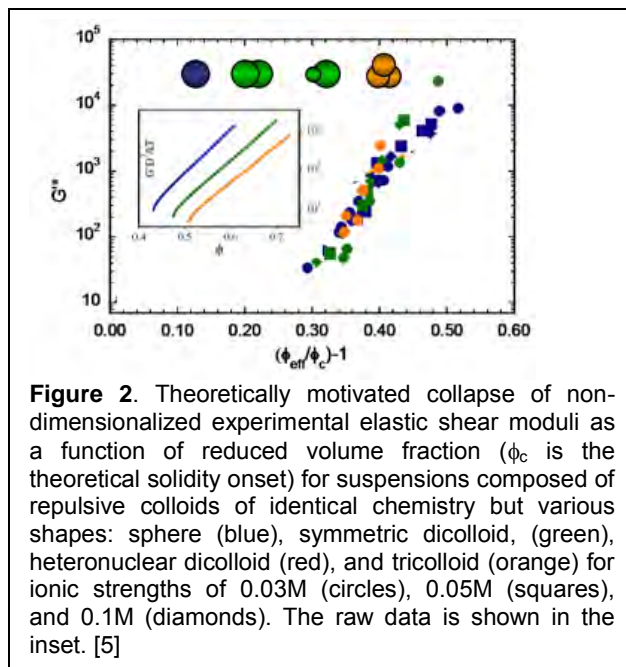 10⁵
10⁴
10³
10²
10
G'*
G'D³/kT
φ
0.4 0.5 0.6 0.7
0.00 0.10 0.20 0.30 0.40 0.50 0.60
(φeff/φc)-1
Figure 2. Theoretically motivated collapse of non-
dimensionalized experimental elastic shear moduli as
a function of reduced volume fraction (φc is the
theoretical solidity onset) for suspensions composed of
repulsive colloids of identical chemistry but various
shapes: sphere (blue), symmetric dicolloid, (green),
heteronuclear dicolloid (red), and tricolloid (orange) for
ionic strengths of 0.03M (circles), 0.05M (squares),
and 0.1M (diamonds). The raw data is shown in the
inset. [5]